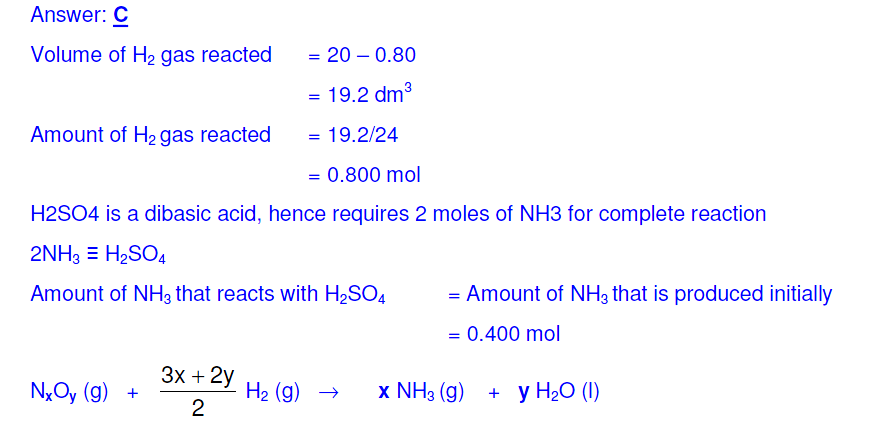 Answer: C
Volume of H₂ gas reacted = 20 – 0.80
= 19.2 dm³
Amount of H₂ gas reacted = 19.2/24
= 0.800 mol
H2SO4 is a dibasic acid, hence requires 2 moles of NH3 for complete reaction
2NH₃ ≡ H₂SO₄
Amount of NH₃ that reacts with H₂SO₄ = Amount of NH₃ that is produced initially
= 0.400 mol
NₓOᵧ (g) + (3x + 2y)/2 H₂ (g) → x NH₃ (g) + y H₂O (l)